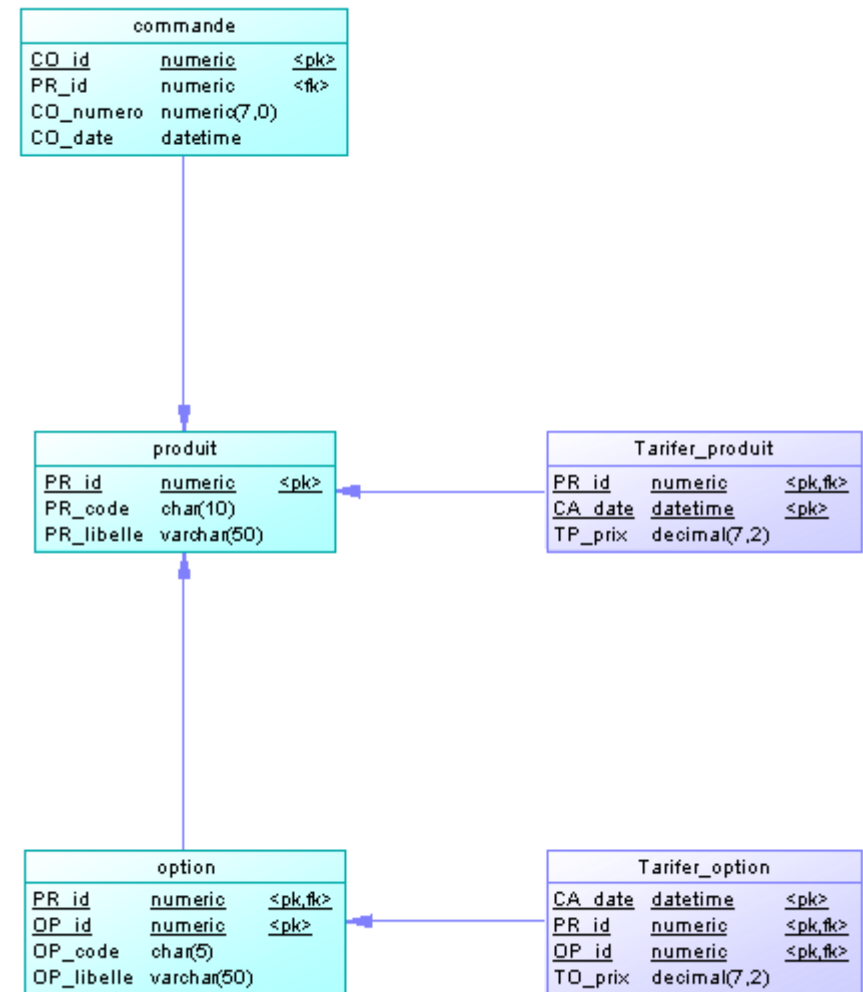 commande
CO_id numeric <pk>
PR_id numeric <fk>
CO_numero numeric(7,0)
CO_date datetime
produit
PR_id numeric <pk>
PR_code char(10)
PR_libelle varchar(50)
Tarifer_produit
PR_id numeric <pk,fk>
CA_date datetime <pk>
TP_prix decimal(7,2)
option
PR_id numeric <pk,fk>
OP_id numeric <pk>
OP_code char(5)
OP_libelle varchar(50)
Tarifer_option
CA_date datetime <pk>
PR_id numeric <pk,fk>
OP_id numeric <pk,fk>
TO_prix decimal(7,2)